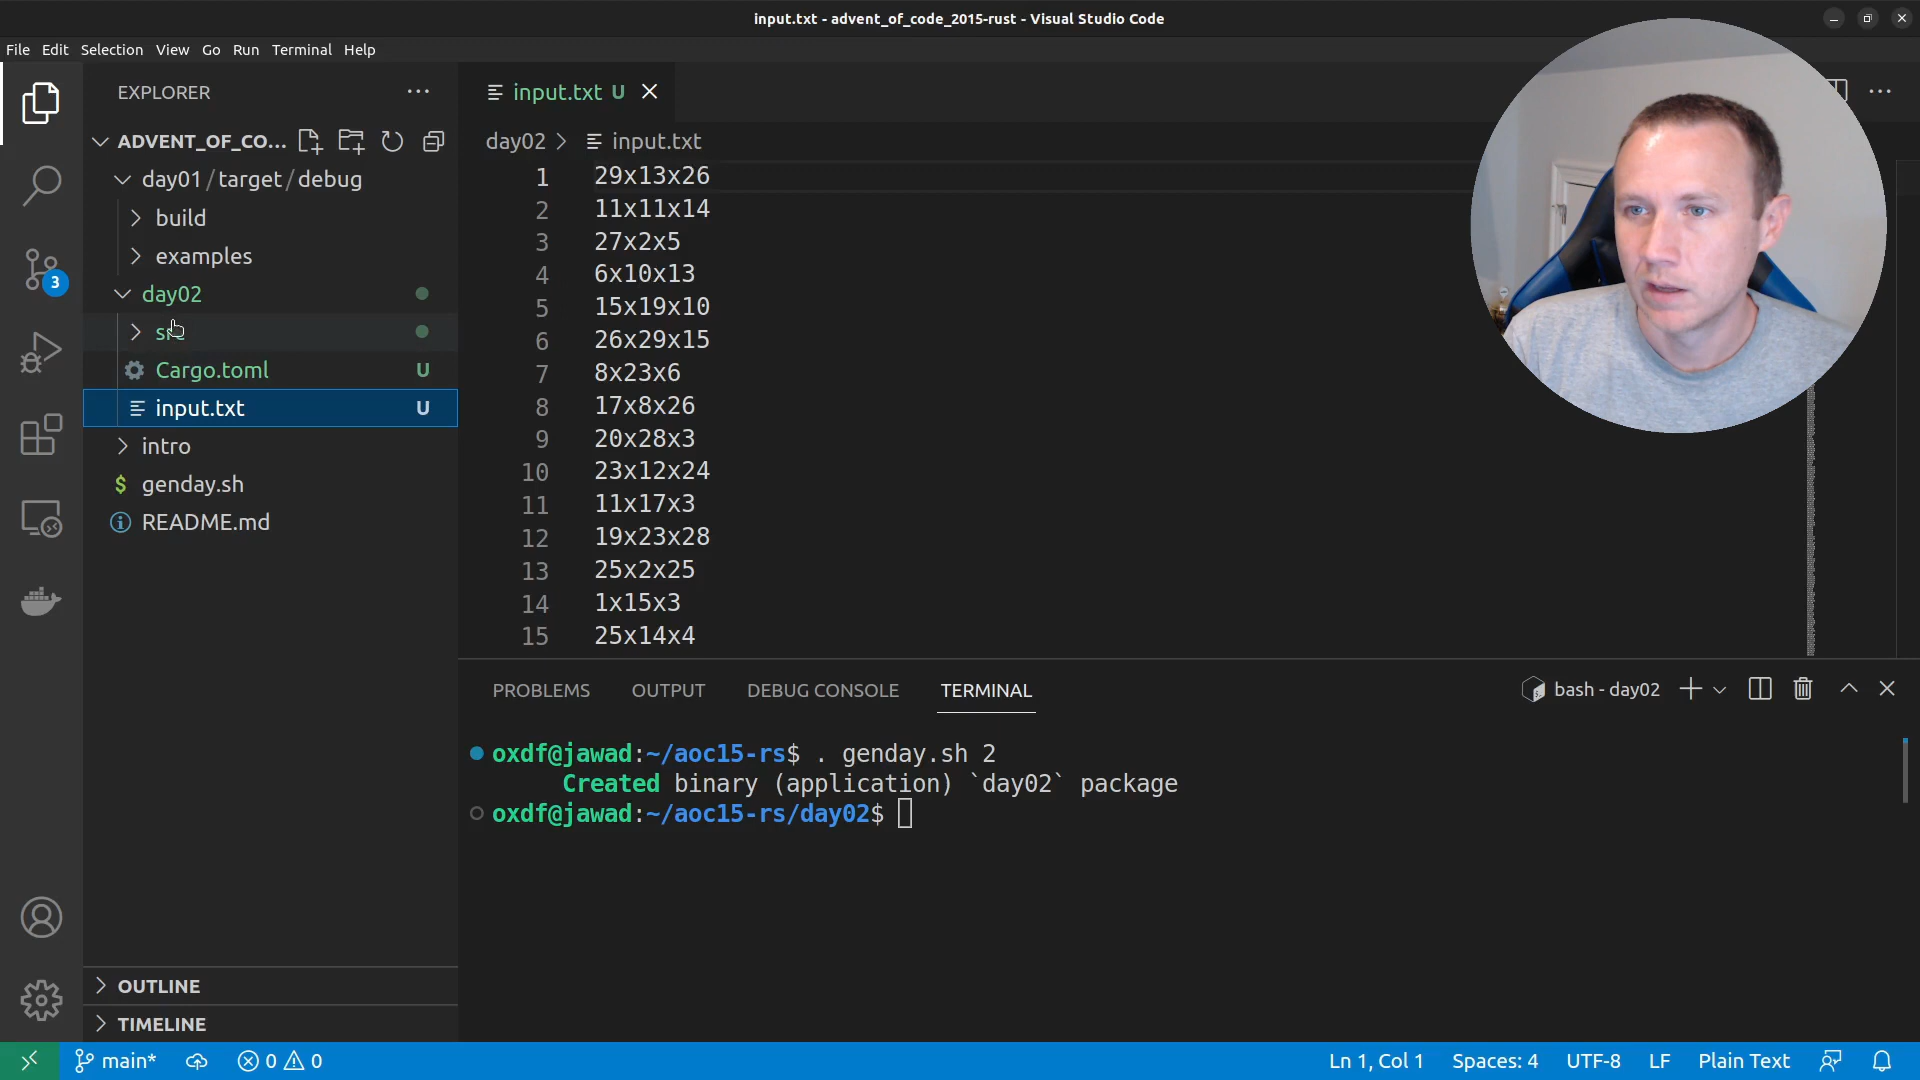 input.txt - advent_of_code_2015-rust - Visual Studio Code
File Edit Selection View Go Run Terminal Help
EXPLORER
ADVENT_OF_CO...
day01 / target / debug
build
examples
day02
src
Cargo.toml U
input.txt U
intro
$ genday.sh
README.md
OUTLINE
TIMELINE
3
input.txt U
day02 > input.txt
1 29x13x26
2 11x11x14
3 27x2x5
4 6x10x13
5 15x19x10
6 26x29x15
7 8x23x6
8 17x8x26
9 20x28x3
10 23x12x24
11 11x17x3
12 19x23x28
13 25x2x25
14 1x15x3
15 25x14x4
PROBLEMS OUTPUT DEBUG CONSOLE TERMINAL
bash - day02
oxdf@jawad:~/aoc15-rs$ . genday.sh 2
Created binary (application) `day02` package
oxdf@jawad:~/aoc15-rs/day02$
main* 0 0 Ln 1, Col 1 Spaces: 4 UTF-8 LF Plain Text